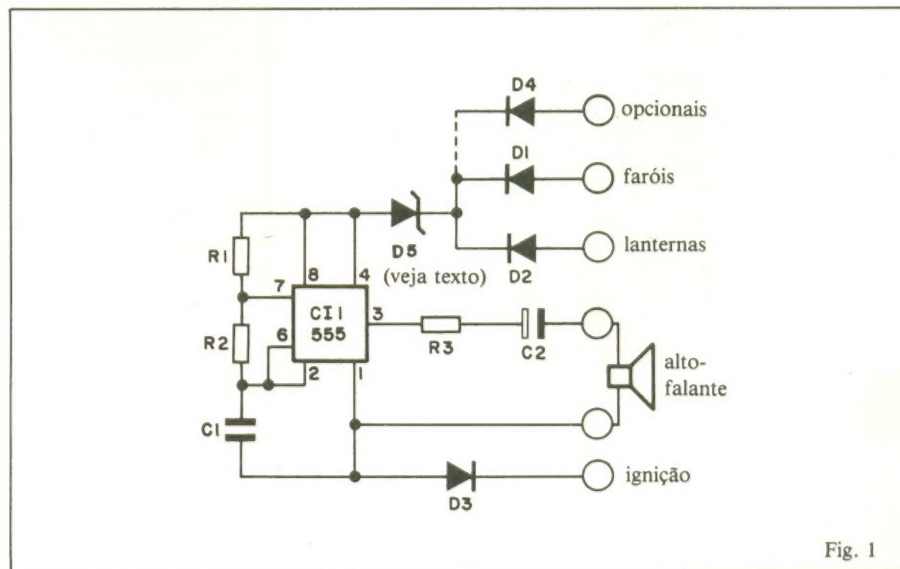 D4
opcionais
D1
faróis
D2
lanternas
D5
(veja texto)
R1
R2
C1
7
6
8
4
CI1
555
3
2
1
R3
C2
alto-
falante
D3
ignição
Fig. 1